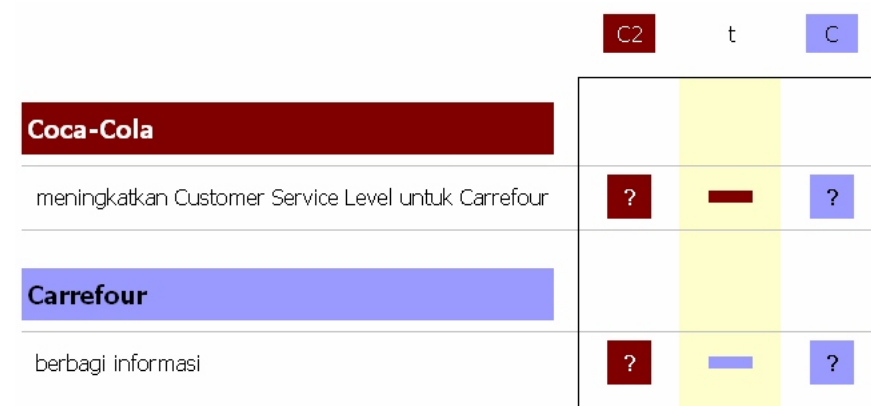 C2 t C
Coca-Cola
meningkatkan Customer Service Level untuk Carrefour ? ?
Carrefour
berbagi informasi ? ?